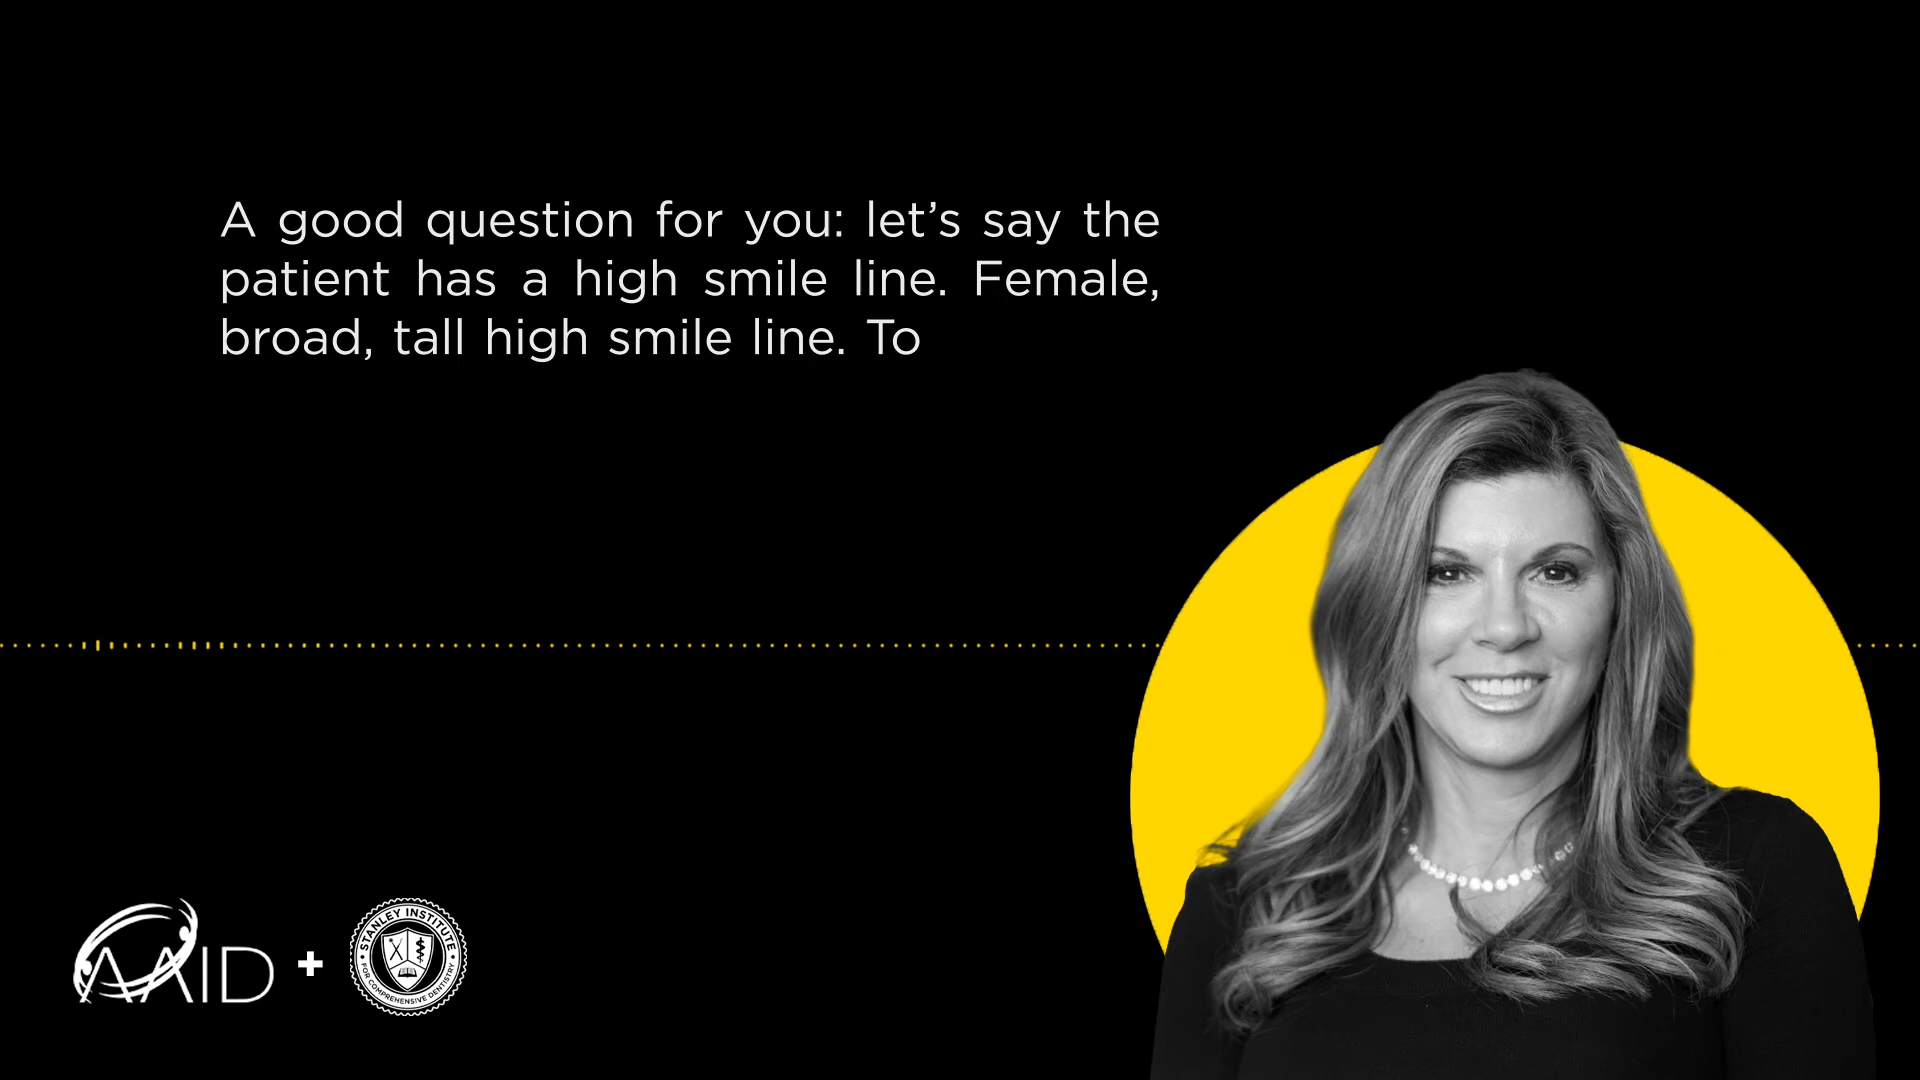 A good question for you: let’s say the
patient has a high smile line. Female,
broad, tall high smile line. To
AAID
+
STANLEY INSTITUTE
FOR COMPREHENSIVE DENTISTRY